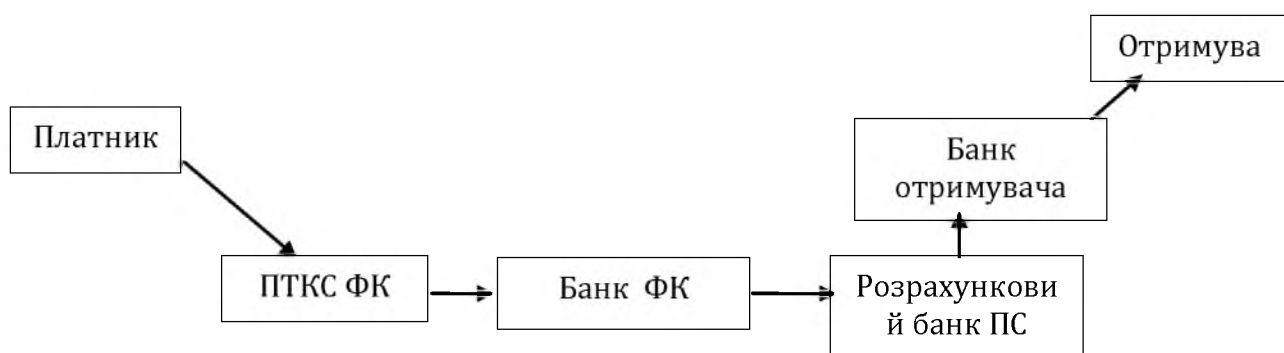 Отримува
Платник
Банк
отримувача
ПТКС ФК
Банк ФК
Розрахункови
й банк ПС